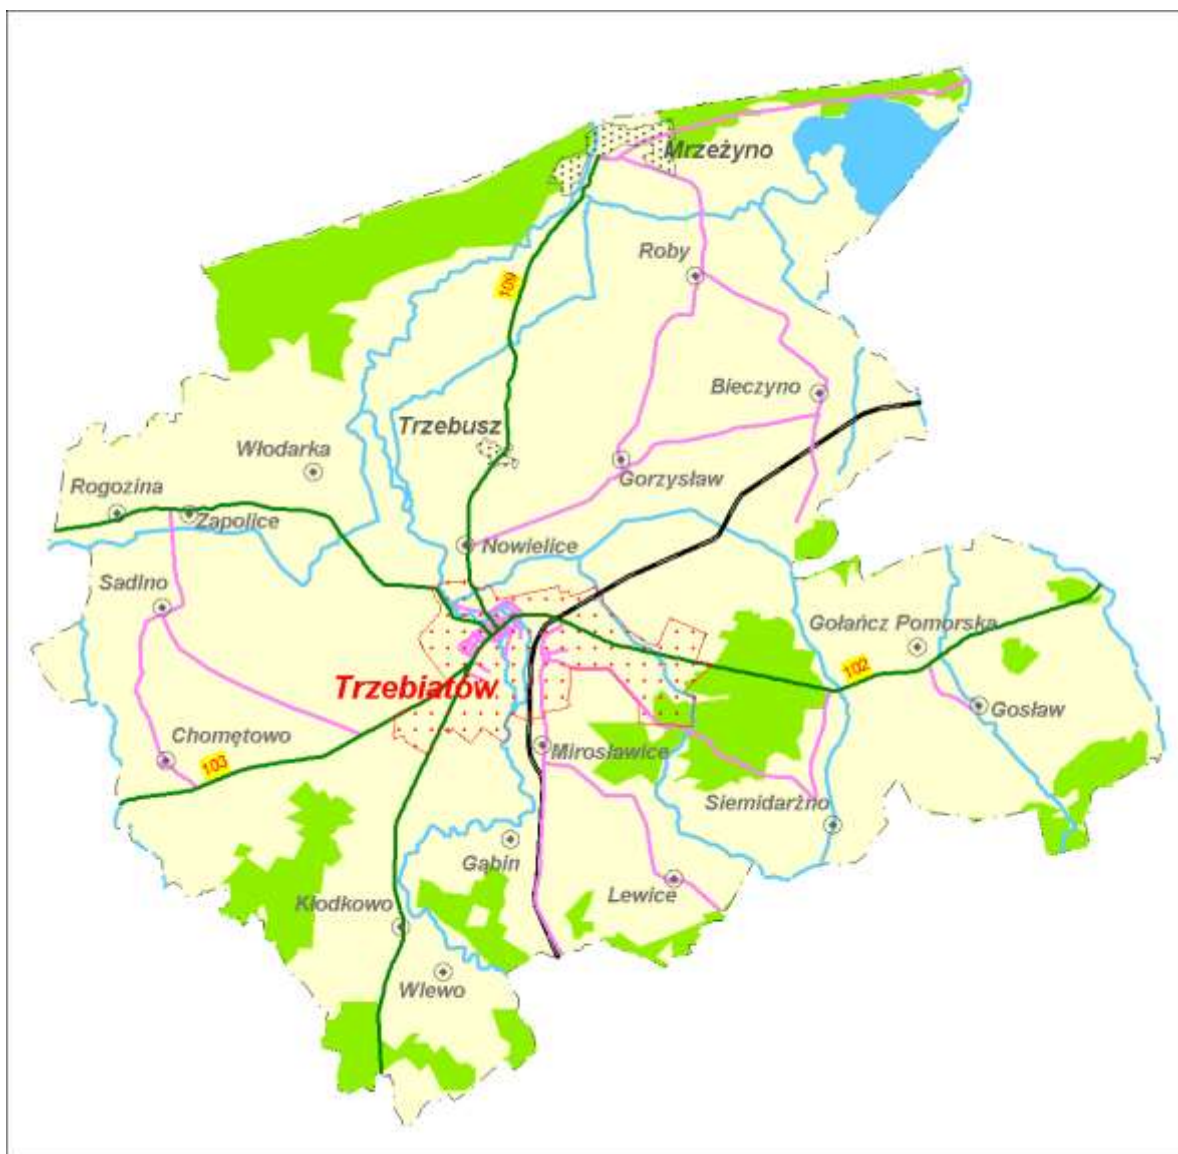 Mrzeżyno
Roby
109
Bieczyno
Trzebusz
Włodarka
Gorzysław
Rogozina
Zapolice
Nowielice
Sadlno
Gołańcz Pomorska
102
Trzebiatów
Gosław
Chomętowo
Mirosławice
103
Siemidarżno
Gąbin
Lewice
Kłodkowo
Wlewo